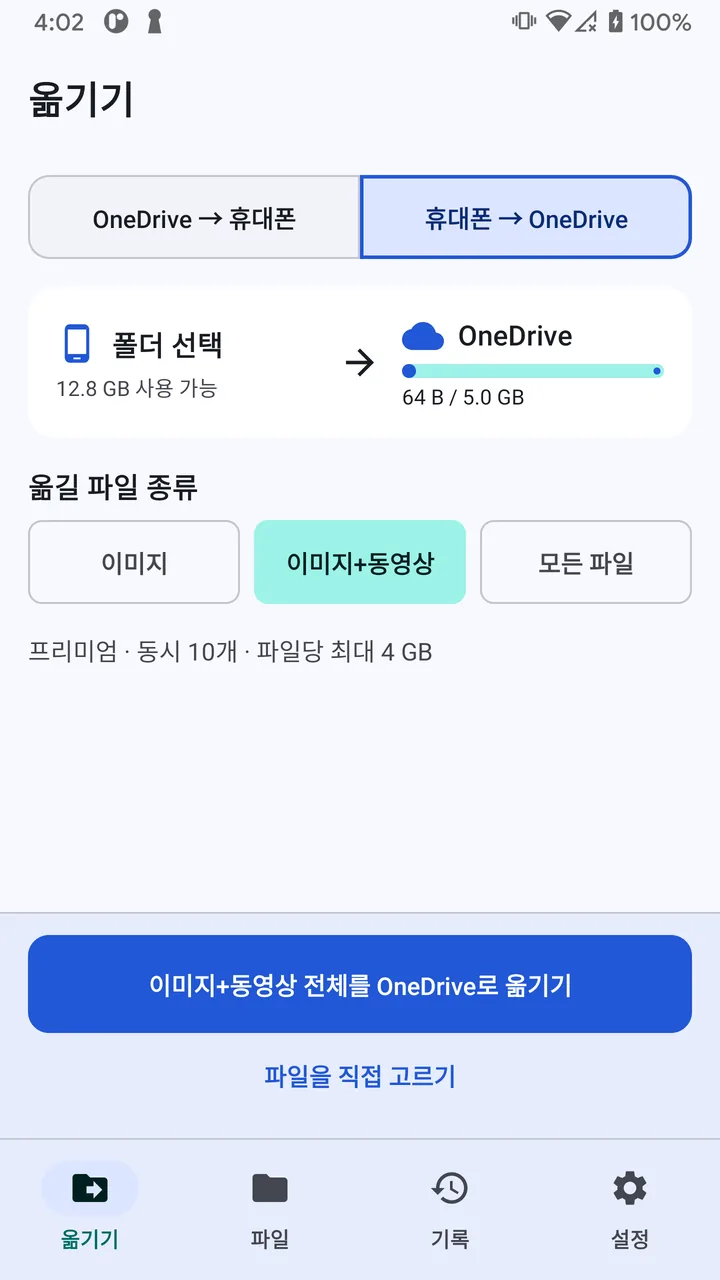 4:02
100%
옮기기
OneDrive → 휴대폰
휴대폰 → OneDrive
폴더 선택
12.8 GB 사용 가능
OneDrive
64 B / 5.0 GB
옮길 파일 종류
이미지
이미지+동영상
모든 파일
프리미엄 · 동시 10개 · 파일당 최대 4 GB
이미지+동영상 전체를 OneDrive로 옮기기
파일을 직접 고르기
옮기기
파일
기록
설정